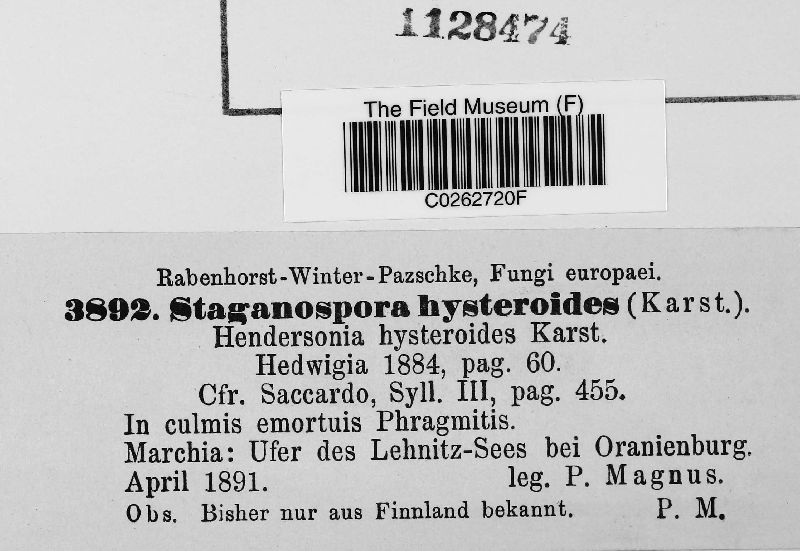 1128474
The Field Museum (F)
C0262720F
Rabenhorst-Winter-Pazschke, Fungi europaei.
3892. Staganospora hysteroides (Karst.).
Hendersonia hysteroides Karst.
Hedwigia 1884, pag. 60.
Cfr. Saccardo, Syll. III, pag. 455.
In culmis emortuis Phragmitis.
Marchia: Ufer des Lehnitz-Sees bei Oranienburg.
April 1891. leg. P. Magnus.
Obs. Bisher nur aus Finnland bekannt. P. M.